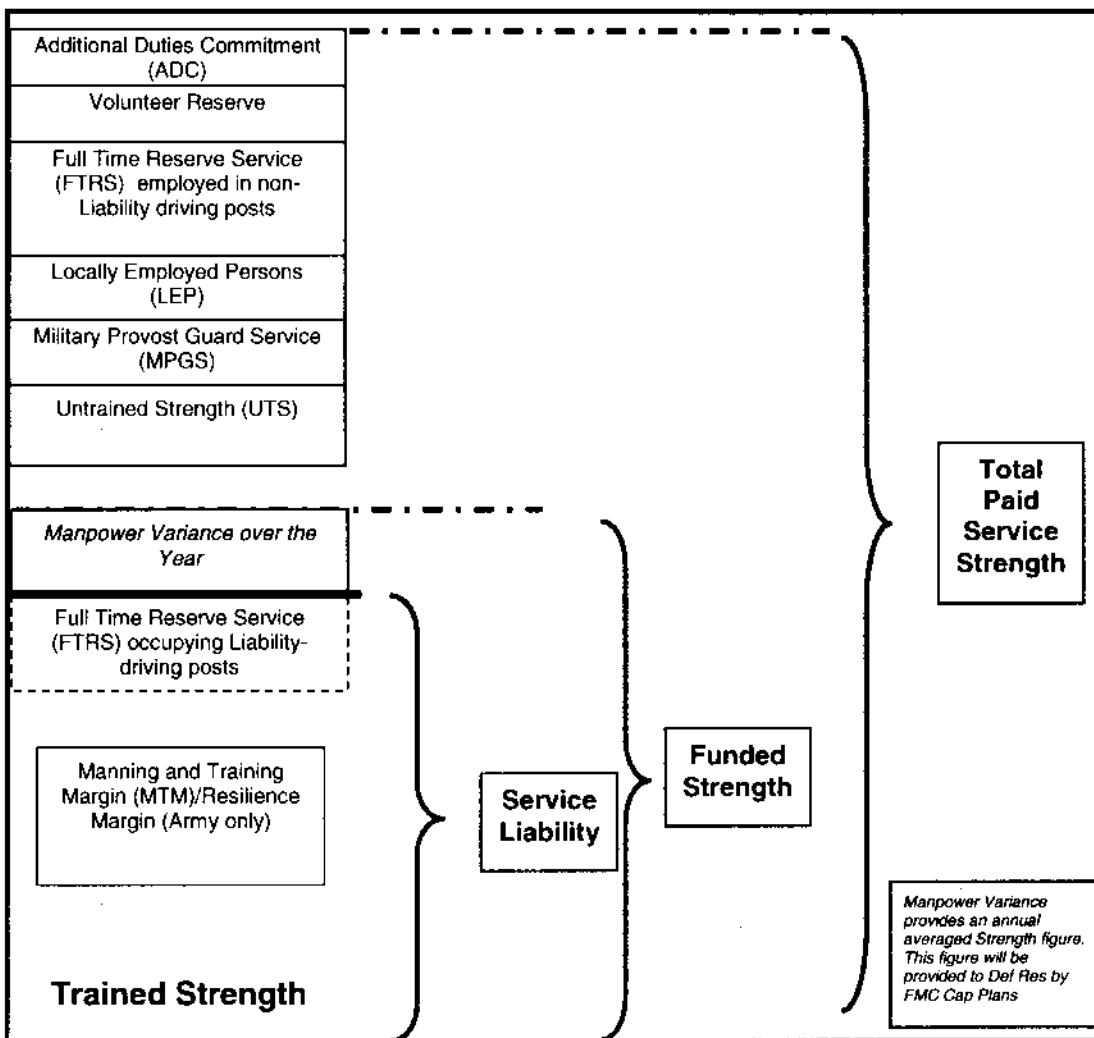 Additional Duties Commitment
(ADC)
Volunteer Reserve
Full Time Reserve Service
(FTRS) employed in non-
Liability driving posts
Locally Employed Persons
(LEP)
Military Provost Guard Service
(MPGS)
Untrained Strength (UTS)
Manpower Variance over the
Year
Full Time Reserve Service
(FTRS) occupying Liability-
driving posts
Manning and Training
Margin (MTM)/Resilience
Margin (Army only)
Trained Strength
Service
Liability
Funded
Strength
Total
Paid
Service
Strength
Manpower Variance
provides an annual
averaged Strength figure.
This figure will be
provided to Def Res by
FMC Cap Plans